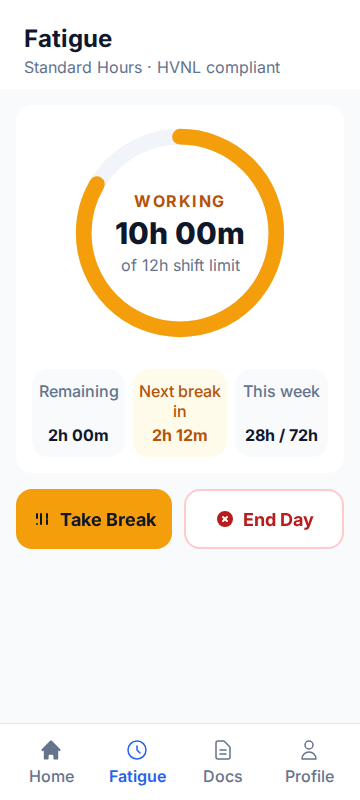 Fatigue
Standard Hours · HVNL compliant
WORKING
10h 00m
of 12h shift limit
Remaining
2h 00m
Next break
in
2h 12m
This week
28h / 72h
Take Break
End Day
Home
Fatigue
Docs
Profile